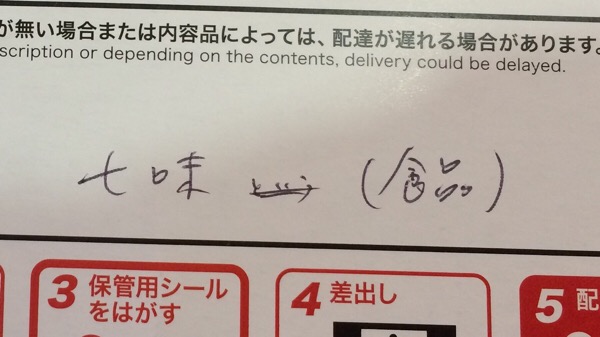 が無い場合または内容品によっては、配達が遅れる場合があります。
scription or depending on the contents, delivery could be delayed.
七味 (食品)
3 保管用シール
をはがす
4 差出し
5 配